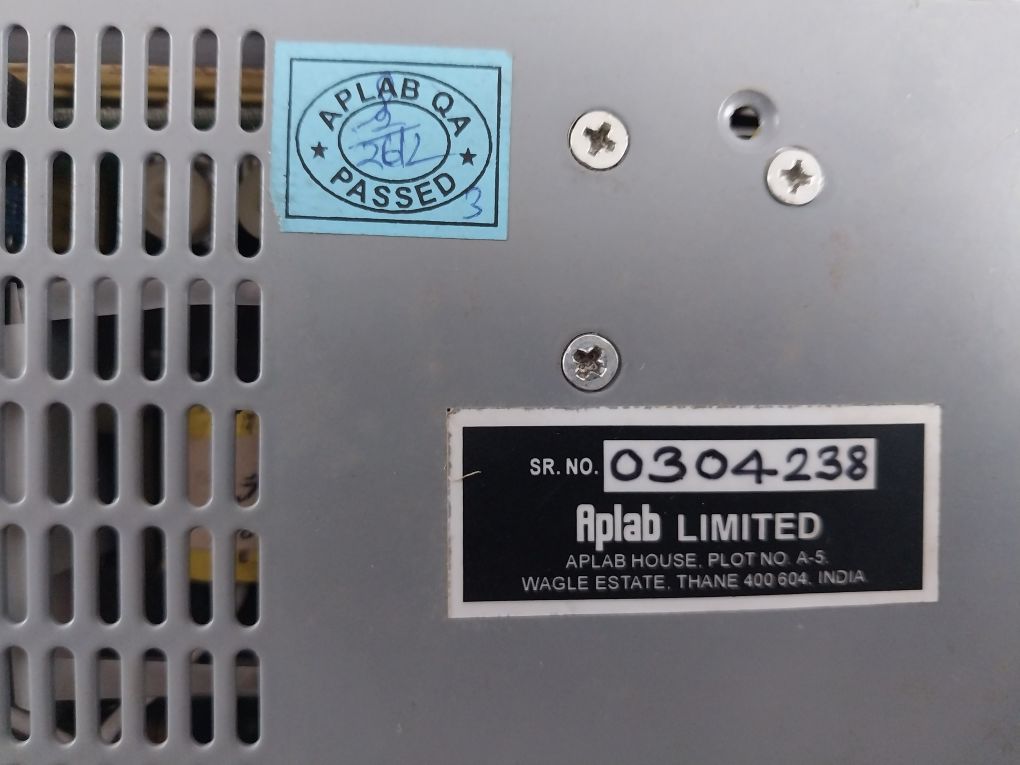 APLAB QA
PASSED
3
SR. NO. 0304238
Aplab LIMITED
APLAB HOUSE, PLOT NO. A-5.
WAGLE ESTATE, THANE 400 604. INDIA